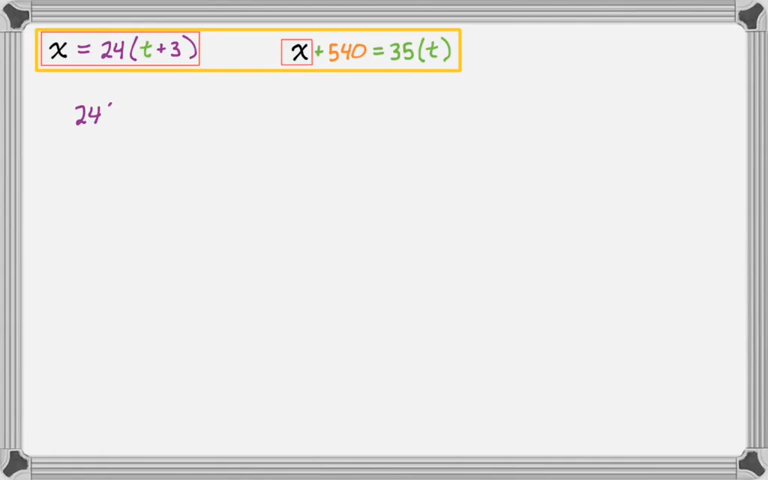 x = 24(t+3) x + 540 = 35(t)
24